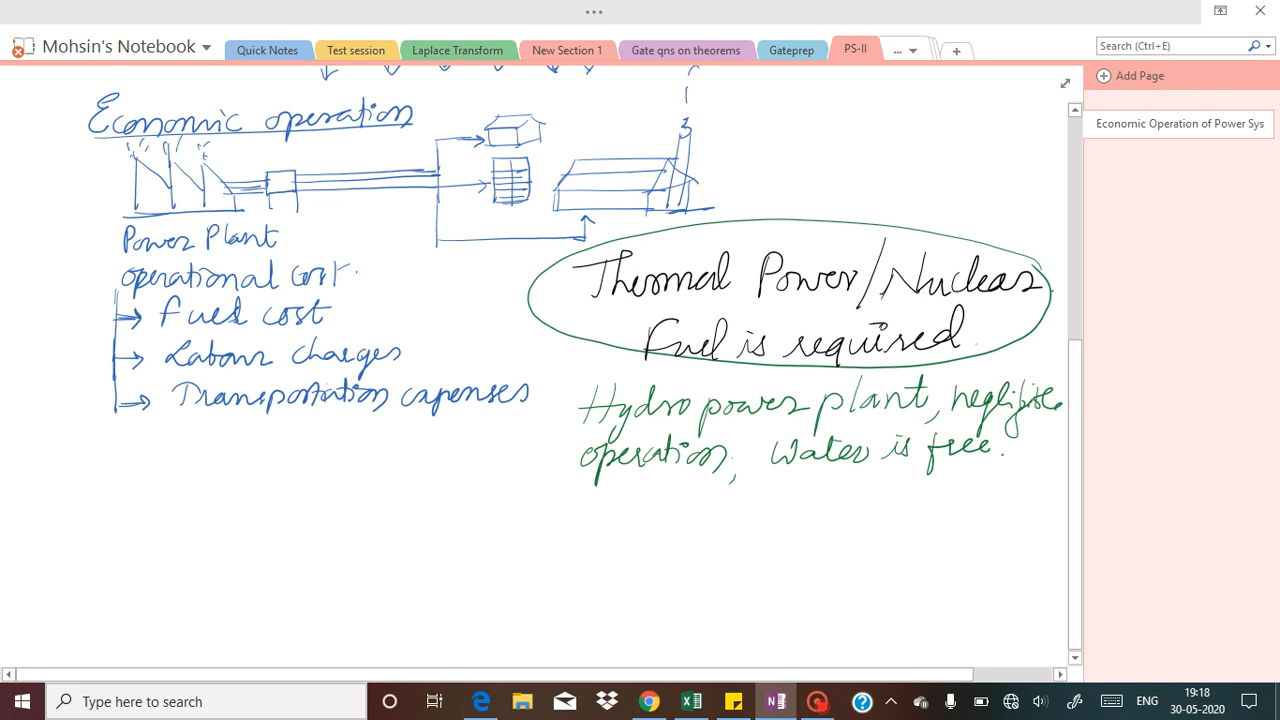 Mohsin's Notebook
Quick Notes
Test session
Laplace Transform
New Section 1
Gate qns on theorems
Gateprep
PS-II
...
Search (Ctrl+E)
Add Page
Economic Operation of Power Sys
Economic operation
Power Plant
operational cost
Fuel cost
Labour charges
Transportation expenses
Thermal Power/Nuclear
Fuel is required
Hydro power plant, negligible
operation, Water is free.
Type here to search
ENG
19:18
30-05-2020